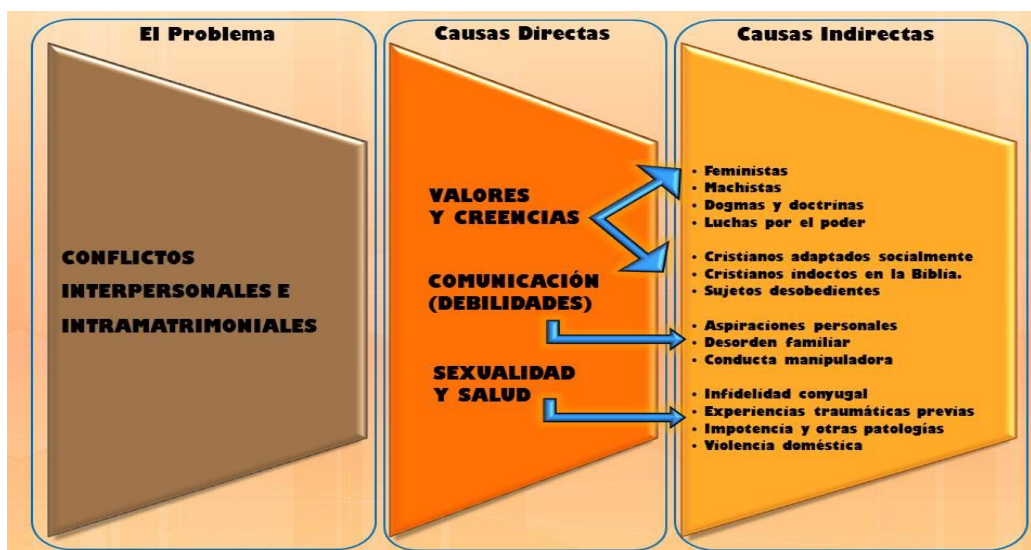 El Problema
CONFLICTOS
INTERPERSONALES E
INTRAMATRIMONIALES
Causas Directas
VALORES
Y CREENCIAS
COMUNICACIÓN
(DEBILIDADES)
SEXUALIDAD
Y SALUD
Causas Indirectas
• Feministas
• Machistas
• Dogmas y doctrinas
• Luchas por el poder
• Cristianos adaptados socialmente
• Cristianos indoctos en la Biblia.
• Sujetos desobedientes
• Aspiraciones personales
• Desorden familiar
• Conducta manipuladora
• Infidelidad conyugal
• Experiencias traumáticas previas
• Impotencia y otras patologías
• Violencia doméstica